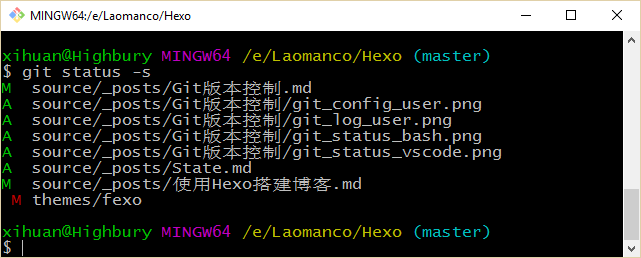 MINGW64:/e/Laomanco/Hexo
xihuan@Highbury MINGW64 /e/Laomanco/Hexo (master)
$ git status -s
M  source/_posts/Git版本控制.md
A  source/_posts/Git版本控制/git_config_user.png
A  source/_posts/Git版本控制/git_log_user.png
A  source/_posts/Git版本控制/git_status_bash.png
A  source/_posts/Git版本控制/git_status_vscode.png
A  source/_posts/State.md
M  source/_posts/使用Hexo搭建博客.md
 M themes/fexo
xihuan@Highbury MINGW64 /e/Laomanco/Hexo (master)
$